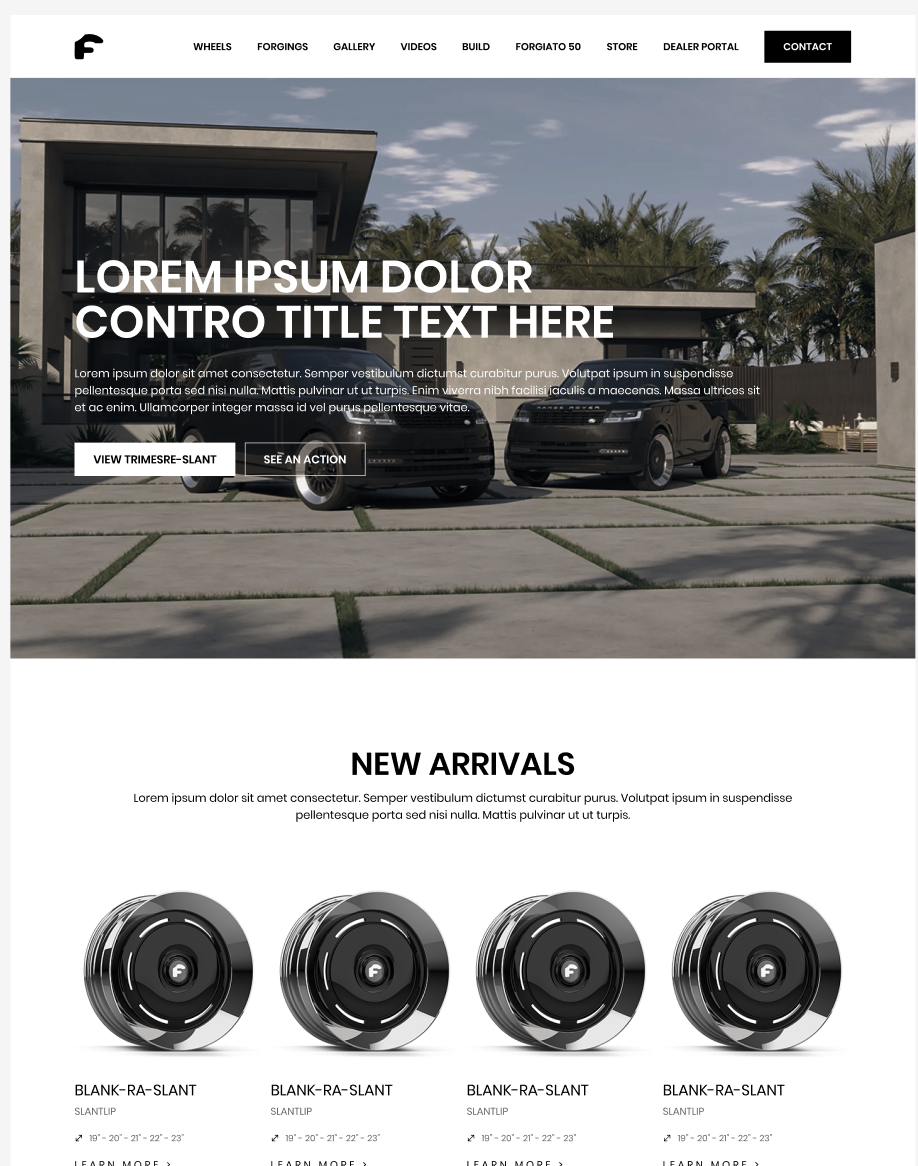 WHEELS FORGINGS GALLERY VIDEOS BUILD FORGIATO 50 STORE DEALER PORTAL CONTACT
LOREM IPSUM DOLOR
CONTRO TITLE TEXT HERE
Lorem ipsum dolor sit amet consectetur. Semper vestibulum dictumst curabitur purus. Volutpat ipsum in suspendisse
pellentesque porta sed nisi nulla. Mattis pulvinar ut ut turpis. Enim viverra nibh facilisi jaculis a maecenas. Massa ultrices sit
et ac enim. Ullamcorper integer massa id vel purus pellentesque vitae.
VIEW TRIMESRE-SLANT SEE AN ACTION
NEW ARRIVALS
Lorem ipsum dolor sit amet consectetur. Semper vestibulum dictumst curabitur purus. Volutpat ipsum in suspendisse
pellentesque porta sed nisi nulla. Mattis pulvinar ut ut turpis.
BLANK-RA-SLANT BLANK-RA-SLANT BLANK-RA-SLANT BLANK-RA-SLANT
SLANTLIP SLANTLIP SLANTLIP SLANTLIP
19" - 20" - 21" - 22" - 23" 19" - 20" - 21" - 22" - 23" 19" - 20" - 21" - 22" - 23" 19" - 20" - 21" - 22" - 23"
LEARN MORE > LEARN MORE > LEARN MORE > LEARN MORE >